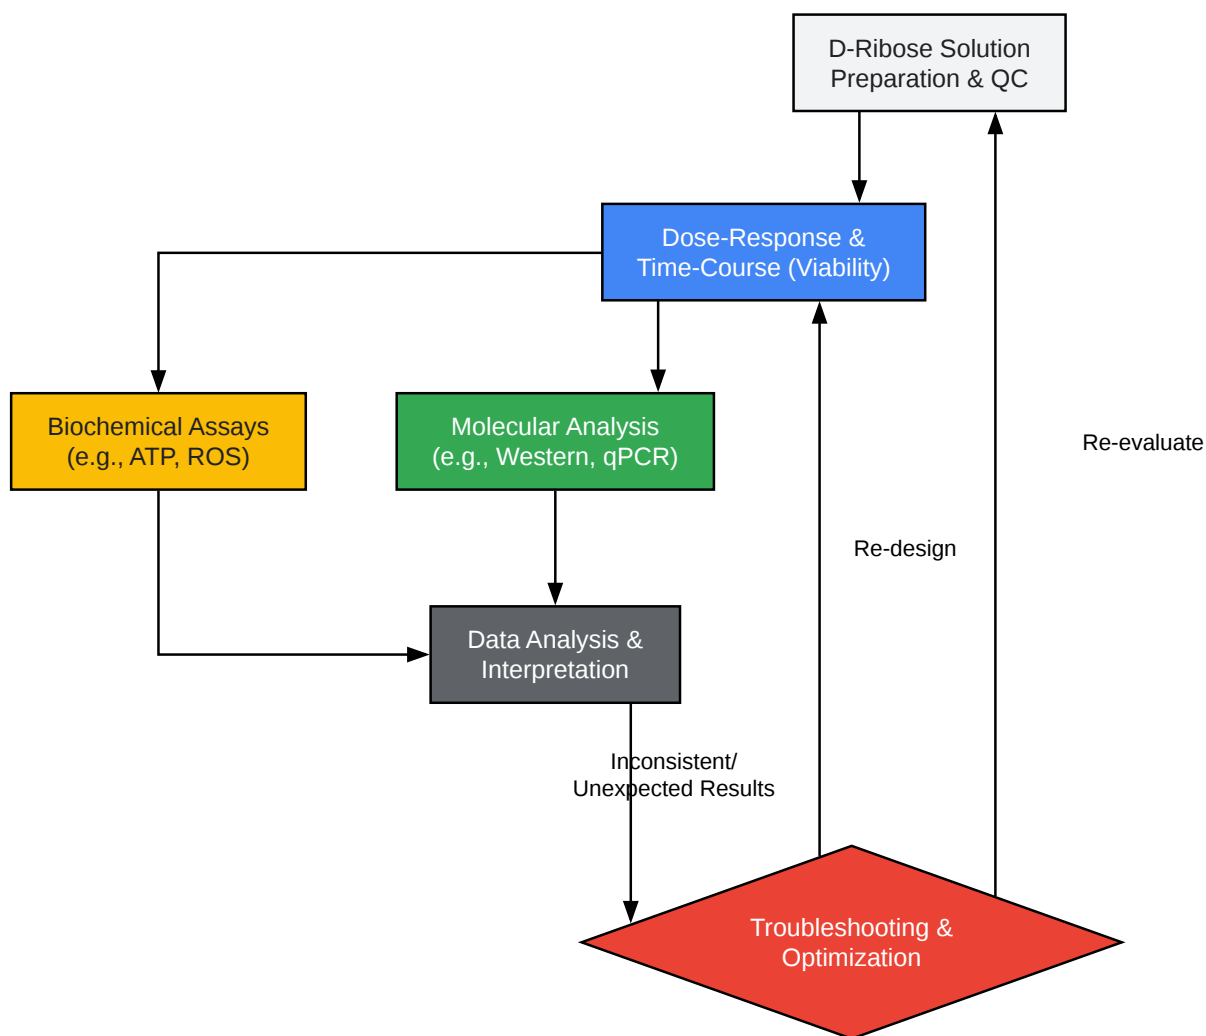 D-Ribose Solution
Preparation & QC
Dose-Response &
Time-Course (Viability)
Biochemical Assays
(e.g., ATP, ROS)
Molecular Analysis
(e.g., Western, qPCR)
Re-evaluate
Re-design
Data Analysis &
Interpretation
Inconsistent/
Unexpected Results
Troubleshooting &
Optimization